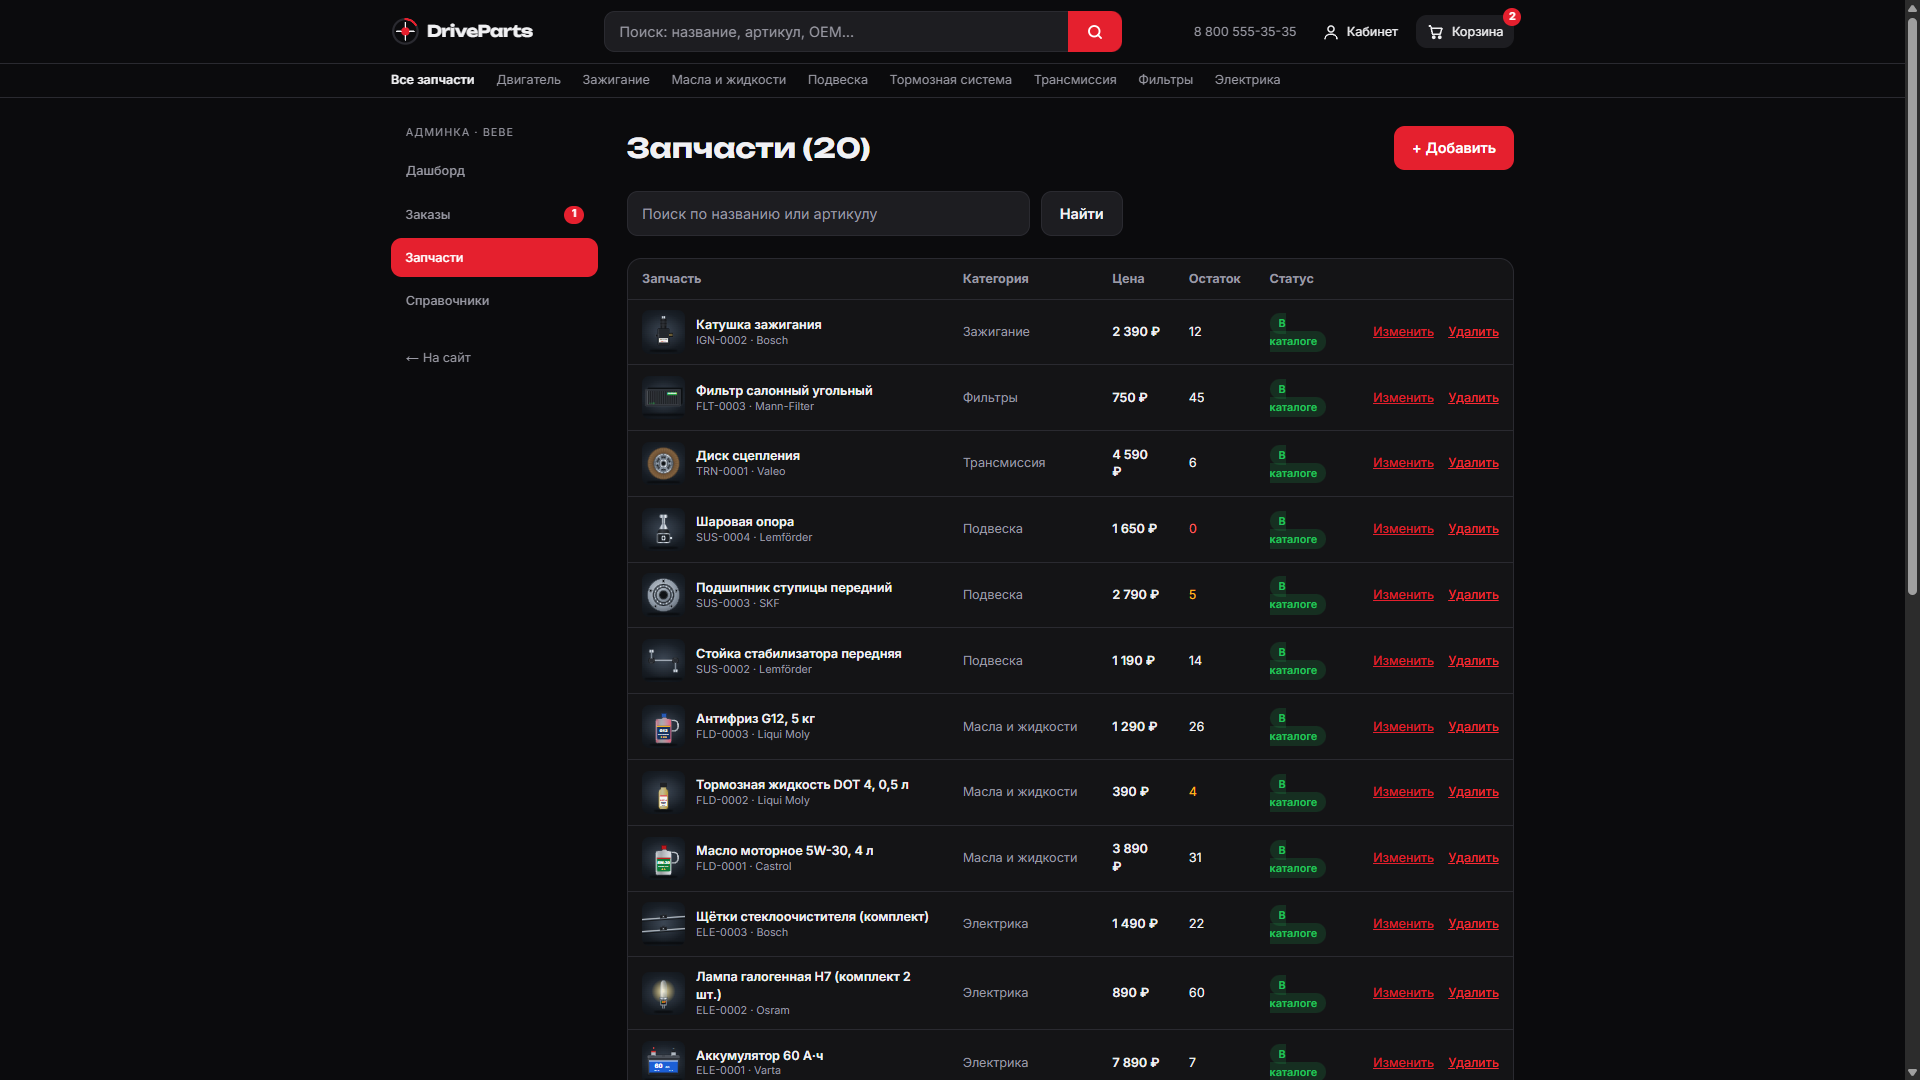 DriveParts
Поиск: название, артикул, OEM...
8 800 555-35-35
Кабинет
Корзина
2
Все запчасти
Двигатель
Зажигание
Масла и жидкости
Подвеска
Тормозная система
Трансмиссия
Фильтры
Электрика
АДМИНКА · BEBE
Дашборд
Заказы
1
Запчасти
Справочники
← На сайт
Запчасти (20)
+ Добавить
Поиск по названию или артикулу
Найти
Запчасть Категория Цена Остаток Статус
Катушка зажигания
IGN-0002 · Bosch
Зажигание
2 390 ₽
12
В
каталоге
Изменить Удалить
Фильтр салонный угольный
FLT-0003 · Mann-Filter
Фильтры
750 ₽
45
В
каталоге
Изменить Удалить
Диск сцепления
TRN-0001 · Valeo
Трансмиссия
4 590
₽
6
В
каталоге
Изменить Удалить
Шаровая опора
SUS-0004 · Lemförder
Подвеска
1 650 ₽
0
В
каталоге
Изменить Удалить
Подшипник ступицы передний
SUS-0003 · SKF
Подвеска
2 790 ₽
5
В
каталоге
Изменить Удалить
Стойка стабилизатора передняя
SUS-0002 · Lemförder
Подвеска
1 190 ₽
14
В
каталоге
Изменить Удалить
Антифриз G12, 5 кг
FLD-0003 · Liqui Moly
Масла и жидкости
1 290 ₽
26
В
каталоге
Изменить Удалить
Тормозная жидкость DOT 4, 0,5 л
FLD-0002 · Liqui Moly
Масла и жидкости
390 ₽
4
В
каталоге
Изменить Удалить
Масло моторное 5W-30, 4 л
FLD-0001 · Castrol
Масла и жидкости
3 890
₽
31
В
каталоге
Изменить Удалить
Щётки стеклоочистителя (комплект)
ELE-0003 · Bosch
Электрика
1 490 ₽
22
В
каталоге
Изменить Удалить
Лампа галогенная H7 (комплект 2
шт.)
ELE-0002 · Osram
Электрика
890 ₽
60
В
каталоге
Изменить Удалить
Аккумулятор 60 А·ч
ELE-0001 · Varta
Электрика
7 890 ₽
7
В
каталоге
Изменить Удалить